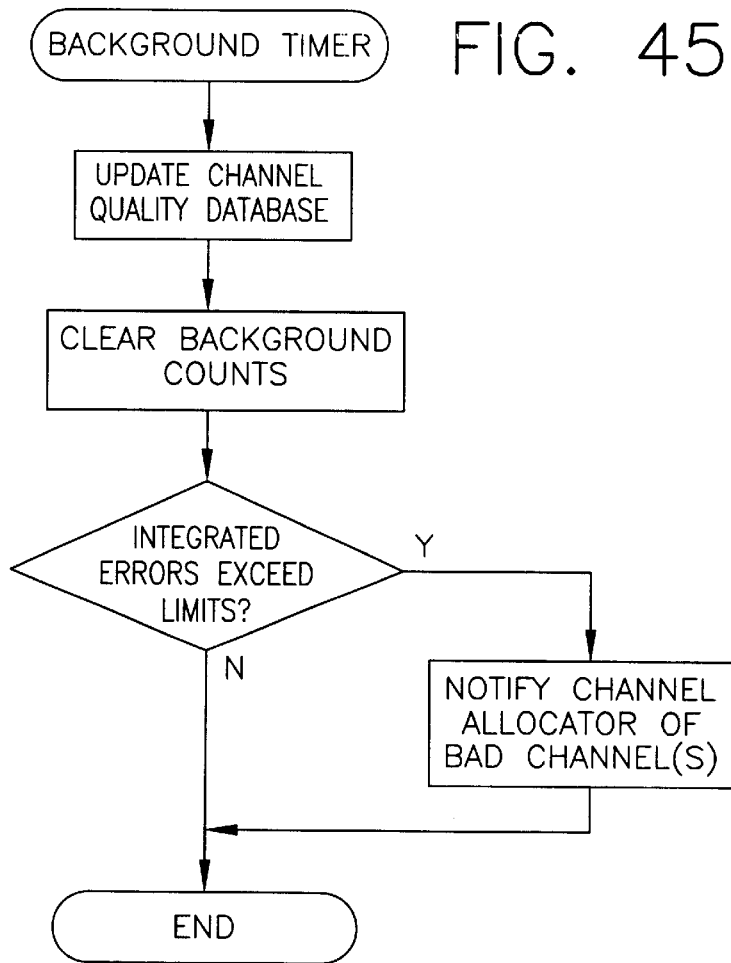 BACKGROUND TIMER
FIG. 45
UPDATE CHANNEL
QUALITY DATABASE
CLEAR BACKGROUND
COUNTS
INTEGRATED
ERRORS EXCEED
LIMITS?
Y
N
NOTIFY CHANNEL
ALLOCATOR OF
BAD CHANNEL(S)
END